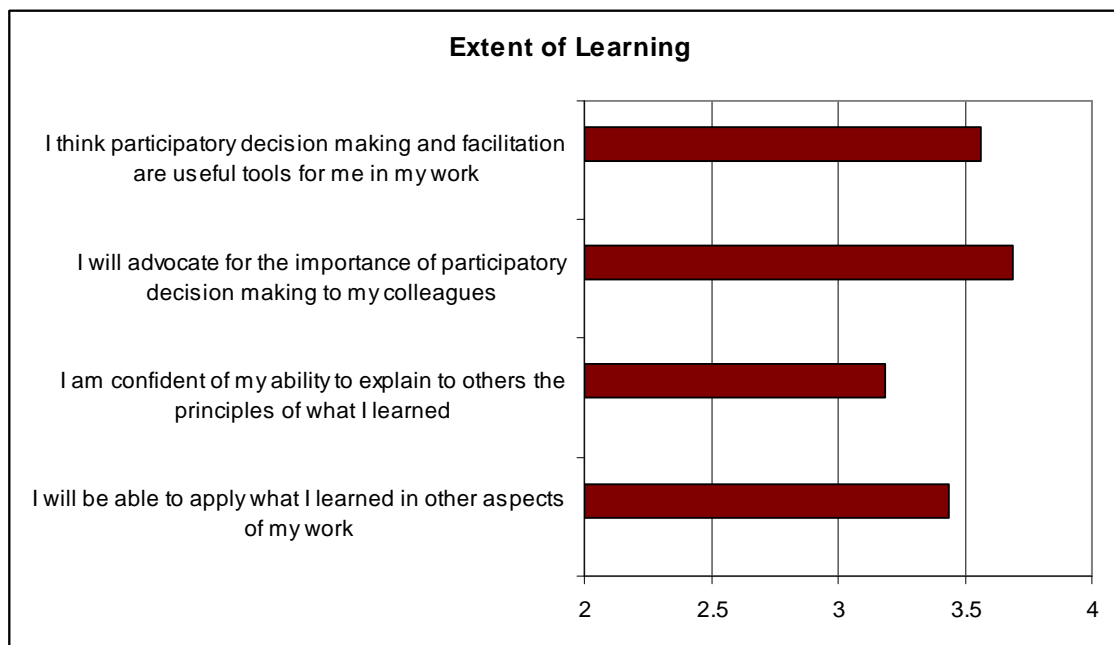 Extent of Learning
I think participatory decision making and facilitation
are useful tools for me in my work
I will advocate for the importance of participatory
decision making to my colleagues
I am confident of my ability to explain to others the
principles of what I learned
I will be able to apply what I learned in other aspects
of my work
2 2.5 3 3.5 4